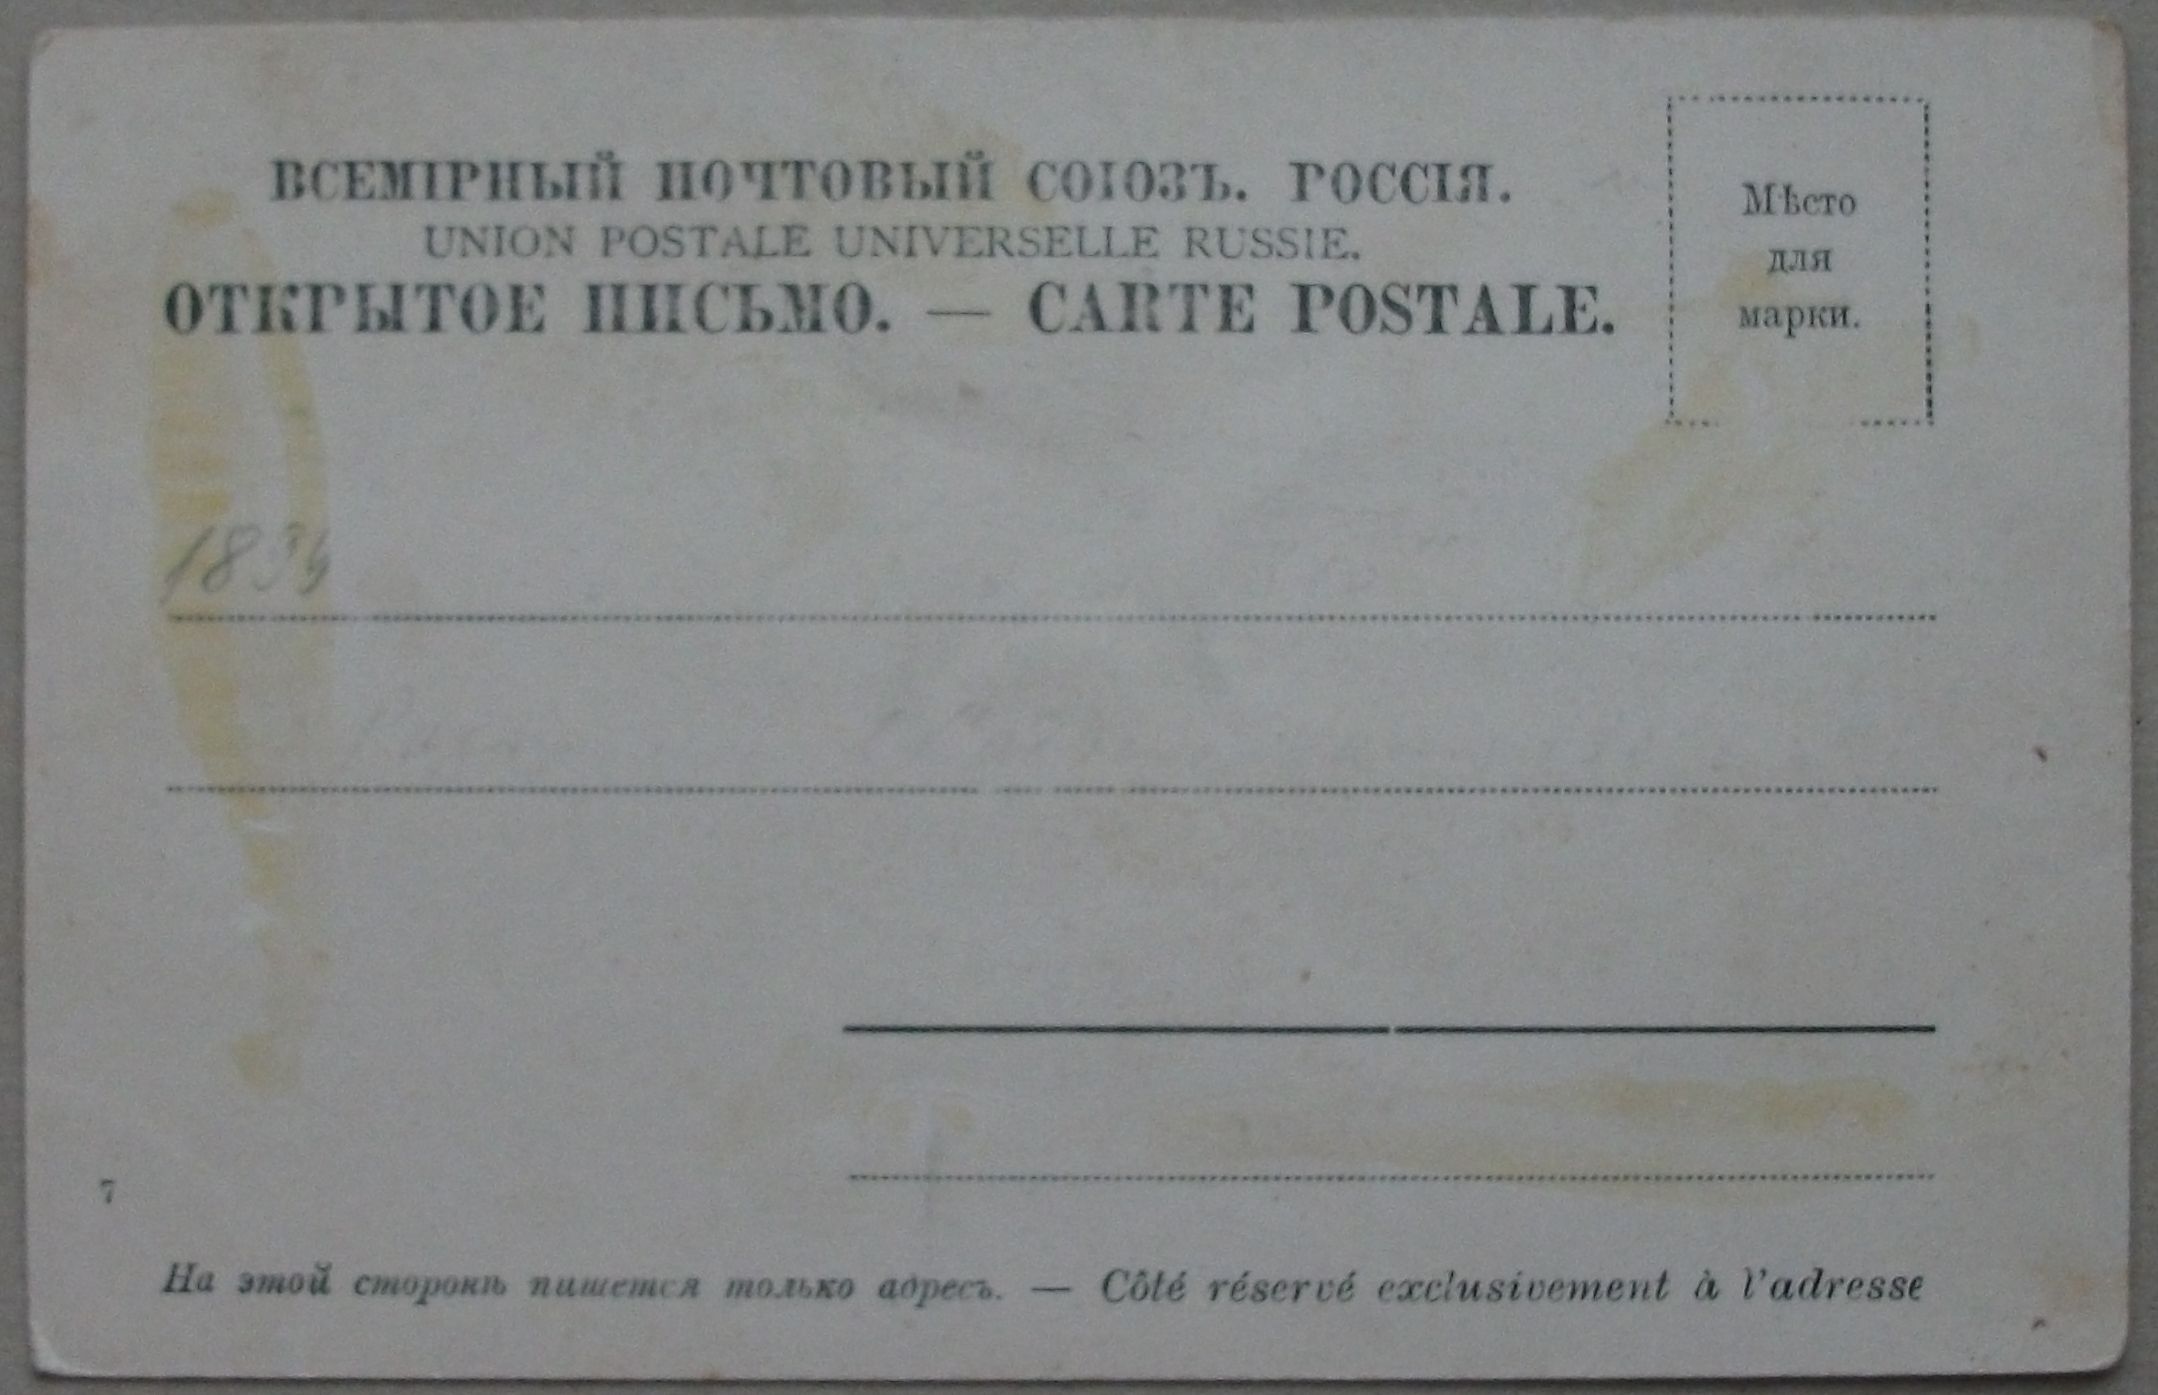 ВСЕМІРНЫЙ ПОЧТОВЫЙ СОЮЗЪ. РОССІЯ.
UNION POSTALE UNIVERSELLE RUSSIE.
ОТКРЫТОЕ ПИСЬМО. — CARTE POSTALE.
Мѣсто
для
марки.
1834
7
На этой сторонѣ пишется только адресъ. — Côté réservé exclusivement à l'adresse